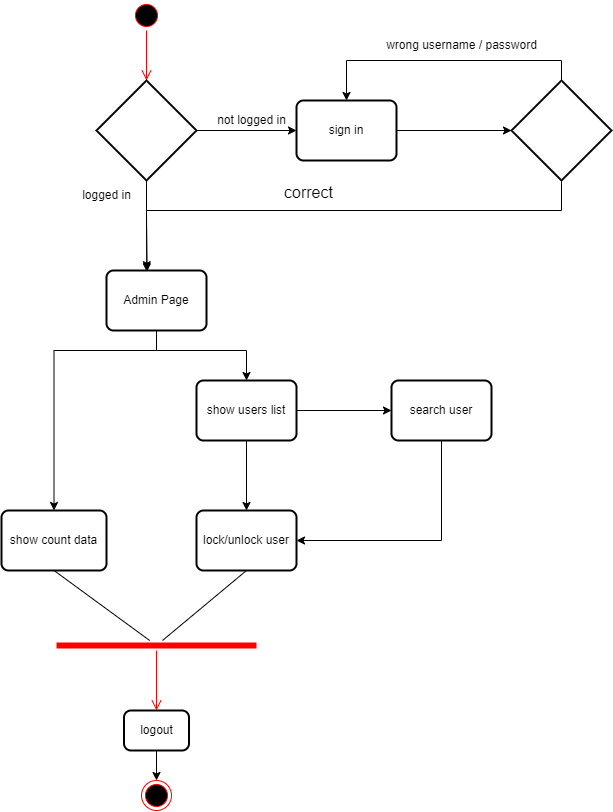 wrong username / password
not logged in
sign in
logged in
correct
Admin Page
show users list
search user
show count data
lock/unlock user
logout